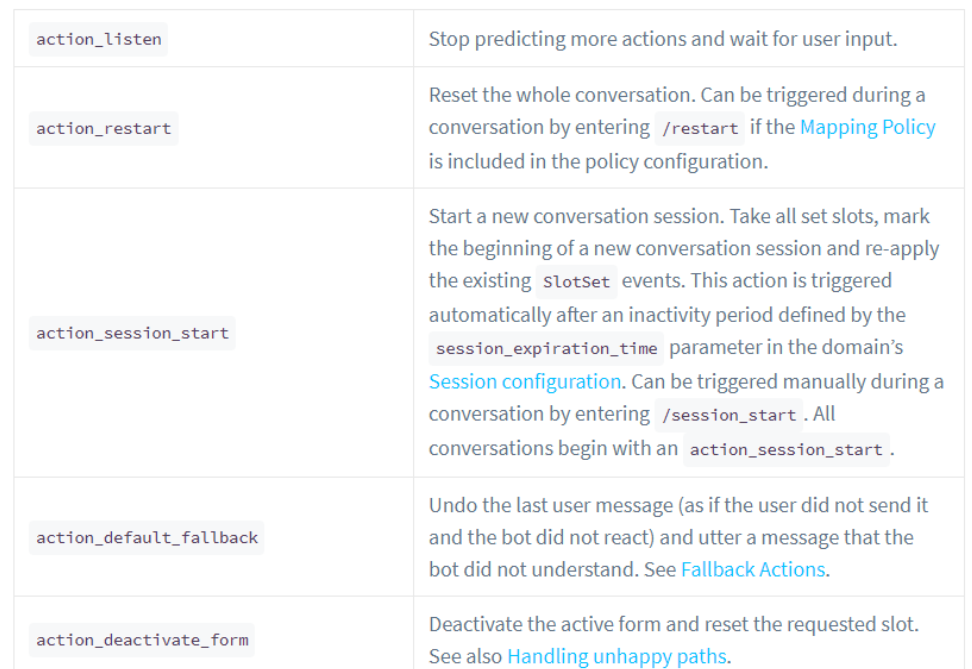 action_listen
Stop predicting more actions and wait for user input.
action_restart
Reset the whole conversation. Can be triggered during a
conversation by entering /restart if the Mapping Policy
is included in the policy configuration.
action_session_start
Start a new conversation session. Take all set slots, mark
the beginning of a new conversation session and re-apply
the existing SlotSet events. This action is triggered
automatically after an inactivity period defined by the
session_expiration_time parameter in the domain’s
Session configuration. Can be triggered manually during a
conversation by entering /session_start . All
conversations begin with an action_session_start .
action_default_fallback
Undo the last user message (as if the user did not send it
and the bot did not react) and utter a message that the
bot did not understand. See Fallback Actions.
action_deactivate_form
Deactivate the active form and reset the requested slot.
See also Handling unhappy paths.